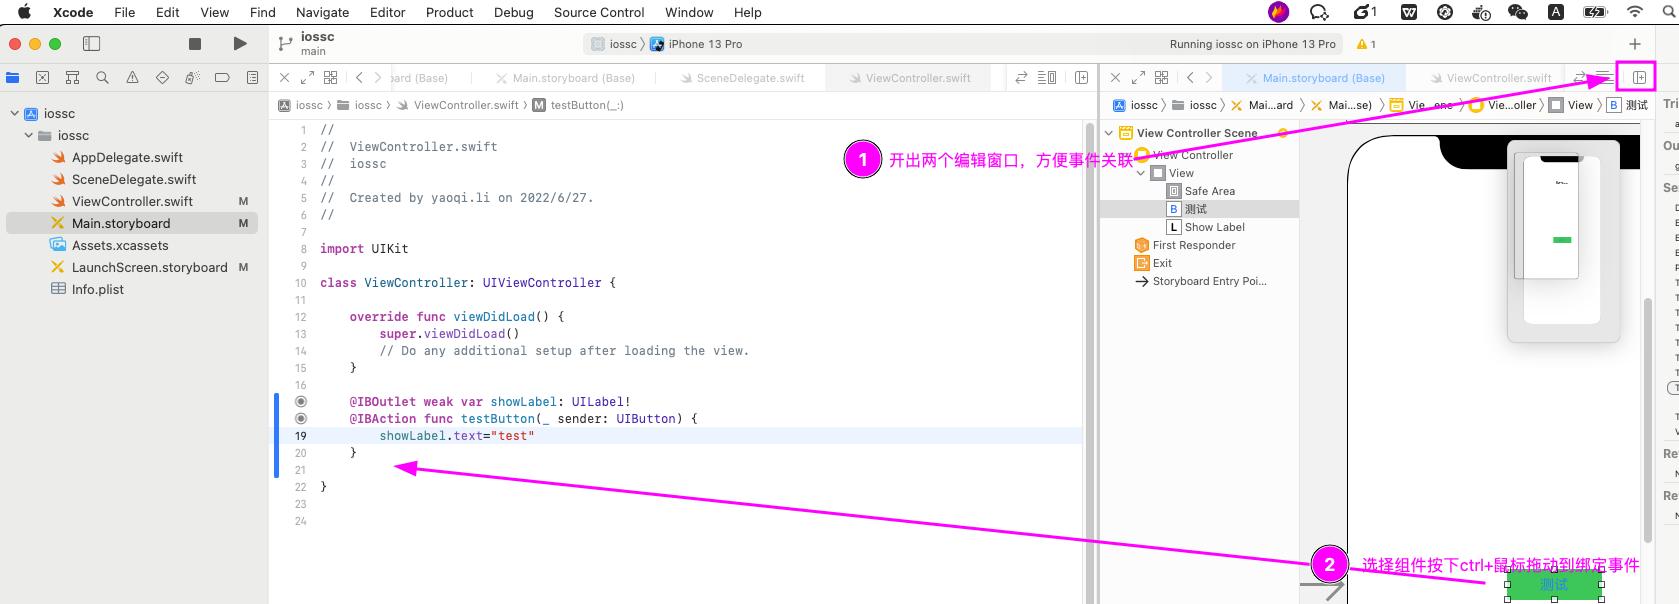 Xcode File Edit View Find Navigate Editor Product Debug Source Control Window Help
1 A
iossc
main
iossc iPhone 13 Pro
Running iossc on iPhone 13 Pro
1
ard (Base) Main.storyboard (Base) SceneDelegate.swift ViewController.swift
Main.storyboard (Base) ViewController.swift
iossc iossc ViewController.swift M testButton(_:)
iossc iossc Mai...ard Mai...se) Vie...ene Vie...oller View B 测试
iossc
iossc
AppDelegate.swift
SceneDelegate.swift
ViewController.swift M
Main.storyboard M
Assets.xcassets
LaunchScreen.storyboard M
Info.plist
1 //
2 //  ViewController.swift
3 //  iossc
4 //
5 //  Created by yaoqi.li on 2022/6/27.
6 //
7
8 import UIKit
9
10 class ViewController: UIViewController {
11
12     override func viewDidLoad() {
13         super.viewDidLoad()
14         // Do any additional setup after loading the view.
15     }
16
@IBOutlet weak var showLabel: UILabel!
@IBAction func testButton(_ sender: UIButton) {
19         showLabel.text="test"
20     }
21
22 }
23
24
View Controller Scene
View Controller
View
Safe Area
B 测试
L Show Label
First Responder
Exit
Storyboard Entry Poi...
1 开出两个编辑窗口，方便事件关联
2 选择组件按下ctrl+鼠标拖动到绑定事件
测试